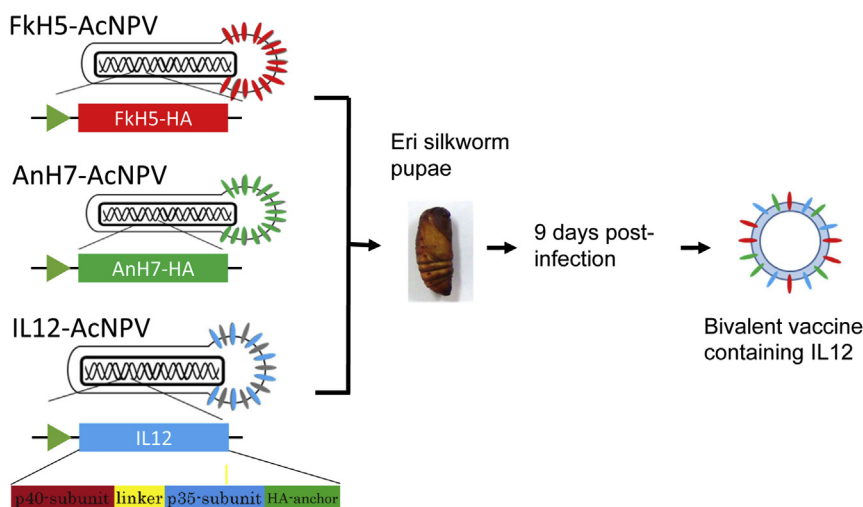 FkH5-AcNPV
FkH5-HA
AnH7-AcNPV
AnH7-HA
IL12-AcNPV
IL12
p40-subunit linker p35-subunit HA-anchor
Eri silkworm
pupae
9 days post-
infection
Bivalent vaccine
containing IL12